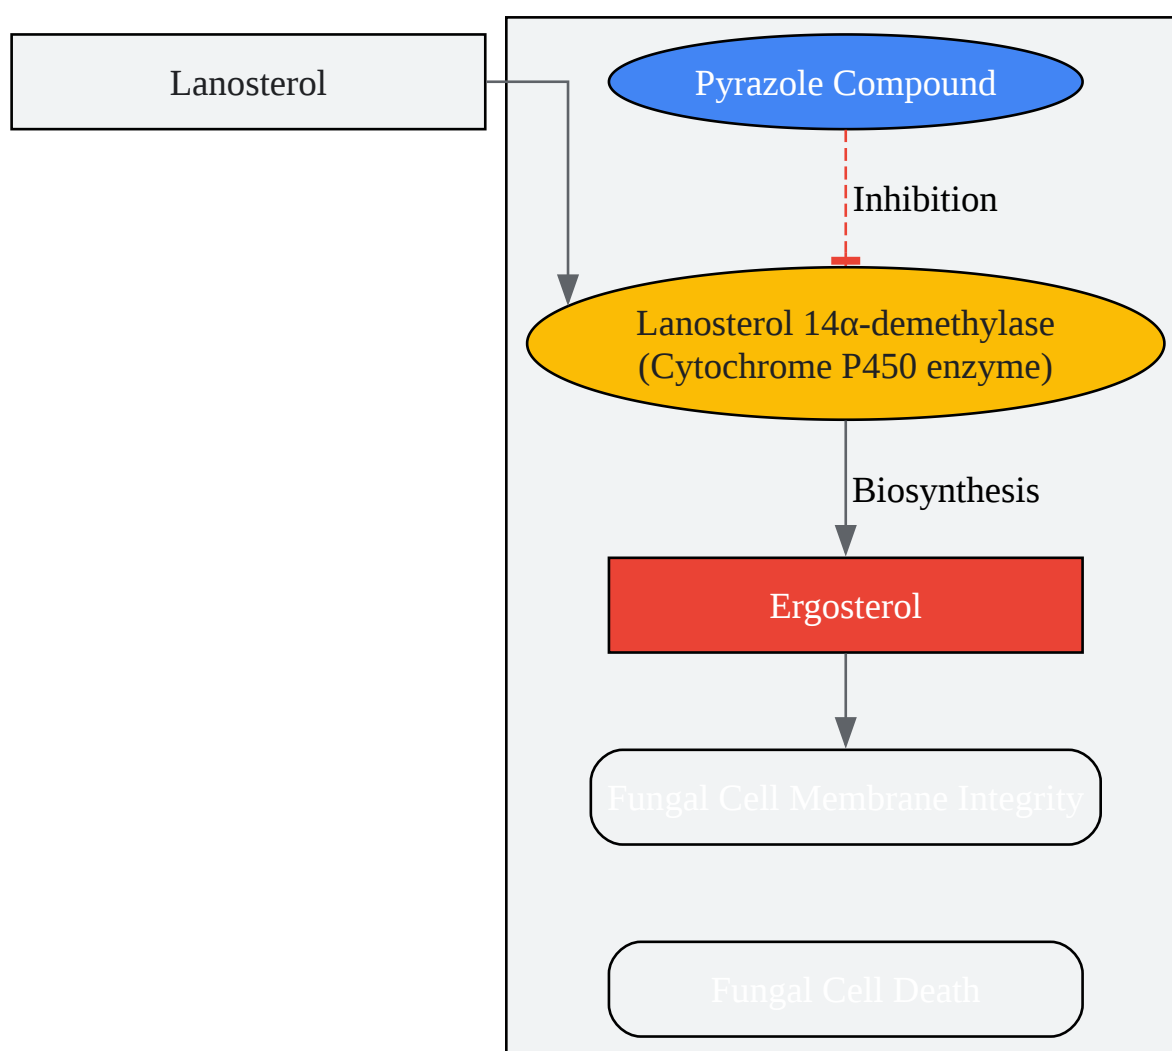 Lanosterol
Pyrazole Compound
Inhibition
Lanosterol 14α-demethylase
(Cytochrome P450 enzyme)
Biosynthesis
Ergosterol
Fungal Cell Membrane Integrity
Fungal Cell Death